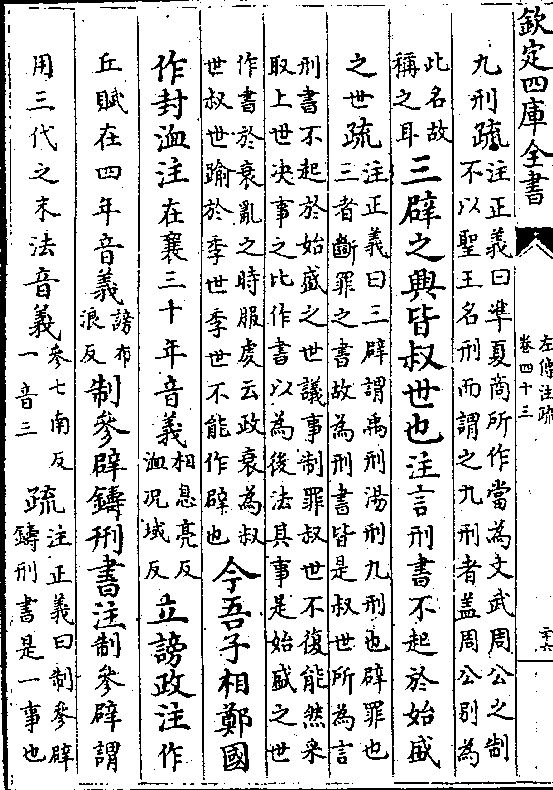 欽定四庫全書
左傳注疏
卷四十三
二十六
九刑疏
注正義曰準夏商所作當為文武周公之制
不以聖王名刑而謂之九刑者蓋周公別為
此名故
稱之耳
三辟之興皆叔世也注言刑書不起於始盛
之世疏
注正義曰三辟謂禹刑湯刑九刑也辟罪也
三者斷罪之書故為刑書皆是叔世所為言
刑書不起於始盛之世議事制罪叔世不復能然采
取上世決事之比作書以為後法其事是始盛之世
作書於衰亂之時服虔云政衰為叔
世叔世踰於季世季世不能作辟也
今吾子相鄭國
作封洫注在襄三十年音義
相息亮反
洫况域反
立謗政注作
丘賦在四年音義
謗布
浪反
制參辟鑄刑書注制參辟謂
用三代之末法音義
參七南反
一音三
疏
注正義曰制參辟
鑄刑書是一事也